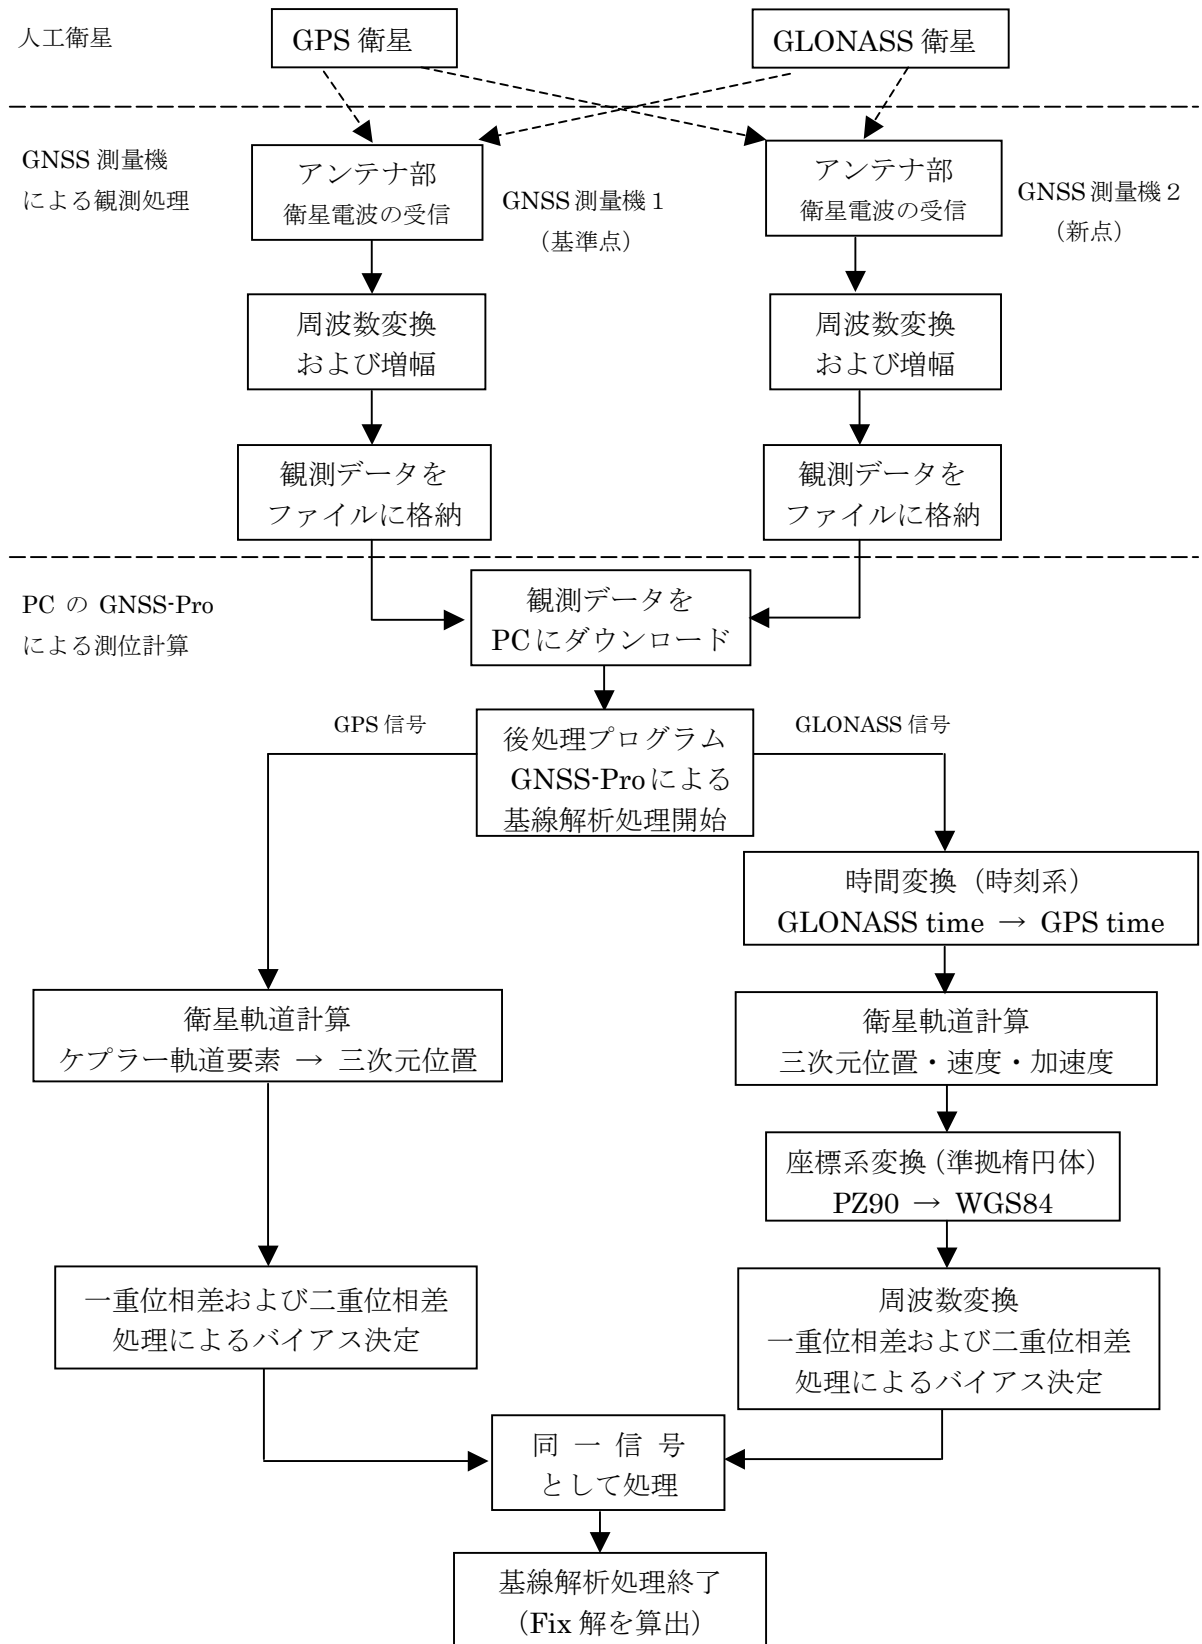 人工衛星
GPS 衛星
GLONASS 衛星
GNSS 測量機
による観測処理
アンテナ部
衛星電波の受信
GNSS 測量機１
（基準点）
アンテナ部
衛星電波の受信
GNSS 測量機２
（新点）
周波数変換
および増幅
周波数変換
および増幅
観測データを
ファイルに格納
観測データを
ファイルに格納
PC の GNSS-Pro
による測位計算
観測データを
PCにダウンロード
GPS 信号
後処理プログラム
GNSS-Proによる
基線解析処理開始
GLONASS 信号
時間変換（時刻系）
GLONASS time → GPS time
衛星軌道計算
ケプラー軌道要素 → 三次元位置
衛星軌道計算
三次元位置・速度・加速度
座標系変換（準拠楕円体）
PZ90 → WGS84
一重位相差および二重位相差
処理によるバイアス決定
周波数変換
一重位相差および二重位相差
処理によるバイアス決定
同 一 信 号
として処理
基線解析処理終了
（Fix 解を算出）